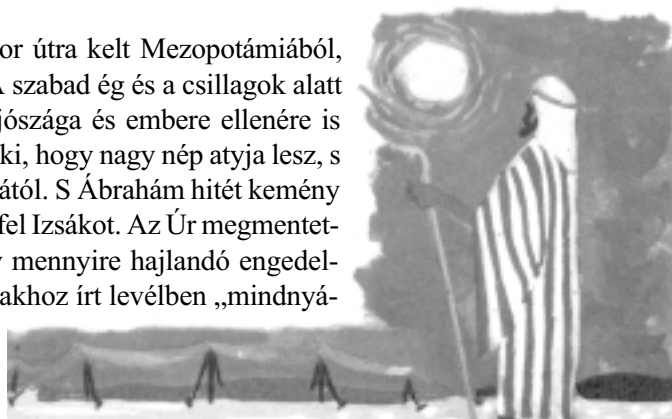 or útra kelt Mezopotámiából,
A szabad ég és a csillagok alatt
jószága és embere ellenére is
ki, hogy nagy nép atyja lesz, s
ától. S Ábrahám hitét kemény
fel Izsákot. Az Úr megmentet-
mennyire hajlandó engedel-
akhoz írt levélben „mindnyá-